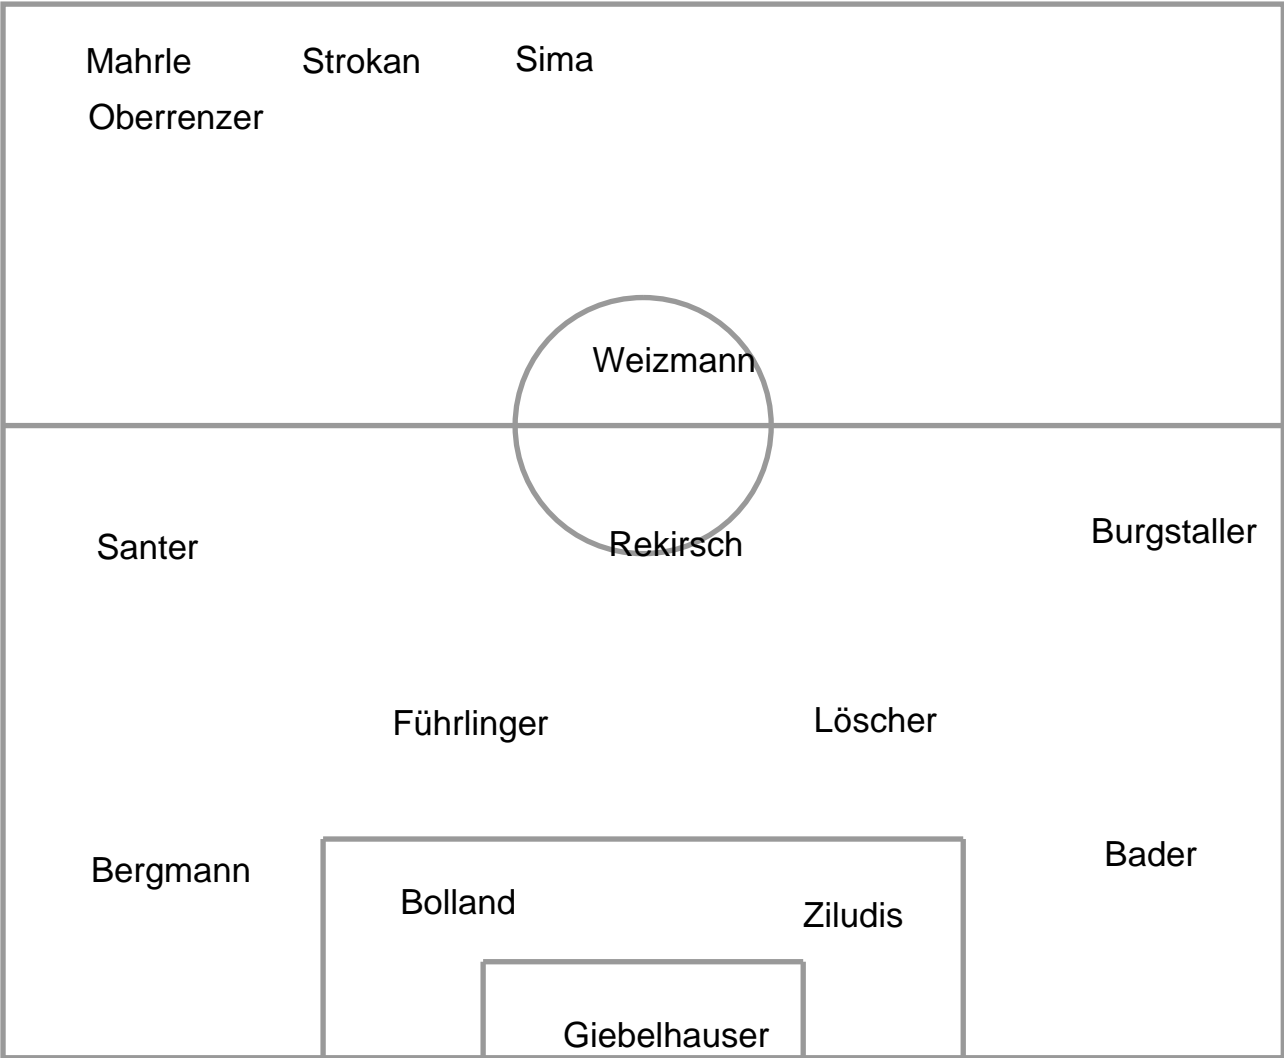 Mahrle Strokan Sima
Oberrenzer
Weizmann
Santer Rekirsch Burgstaller
Führlinger Löscher
Bergmann Bolland Ziludis Bader
Giebelhauser